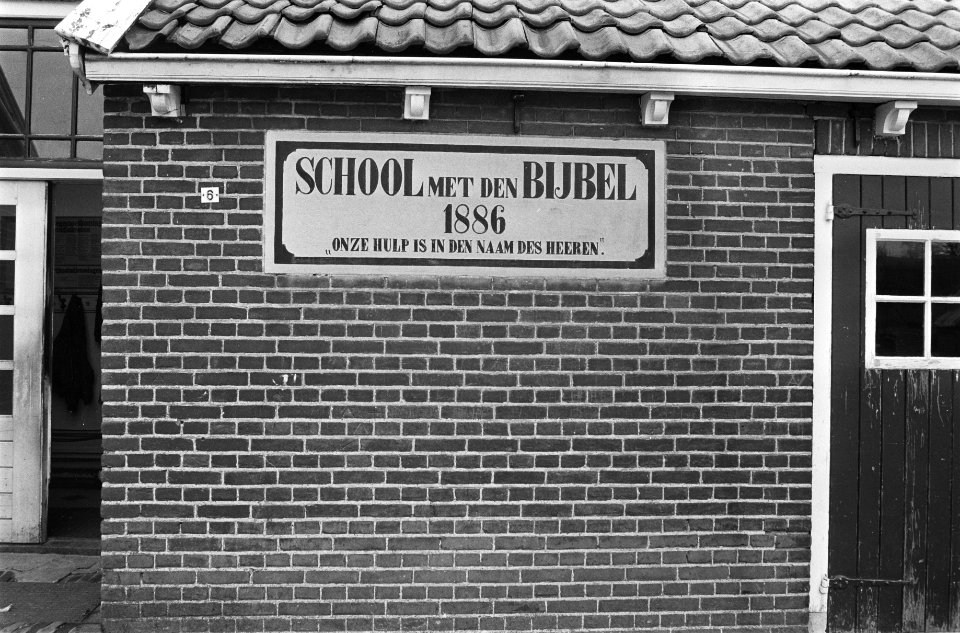 SCHOOL MET DEN BIJBEL
1886
„ONZE HULP IS IN DEN NAAM DES HEEREN".
6